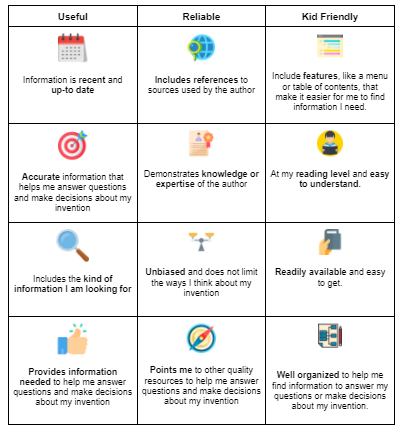 Useful
Reliable
Kid Friendly
Information is recent and
up-to date
Includes references to
sources used by the author
Include features, like a menu
or table of contents, that
make it easier for me to find
information I need.
Accurate information that
helps me answer questions
and make decisions about my
invention
Demonstrates knowledge or
expertise of the author
At my reading level and easy
to understand.
Includes the kind of
information I am looking for
Unbiased and does not limit
the ways I think about my
invention
Readily available and easy
to get.
Provides information
needed to help me answer
questions and make decisions
about my invention
Points me to other quality
resources to help me answer
questions and make decisions
about my invention
Well organized to help me
find information to answer my
questions or make decisions
about my invention.